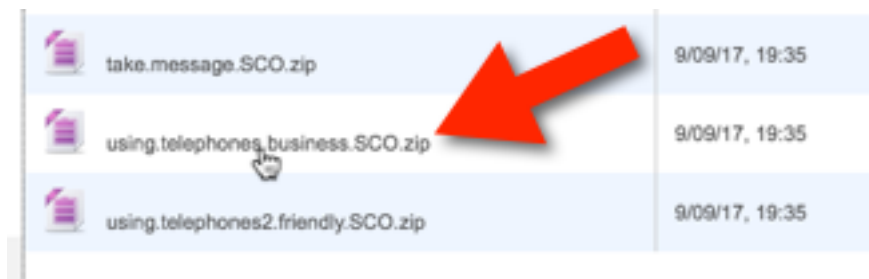 take.message.SCO.zip 9/09/17, 19:35
using.telephones.business.SCO.zip 9/09/17, 19:35
using.telephones2.friendly.SCO.zip 9/09/17, 19:35